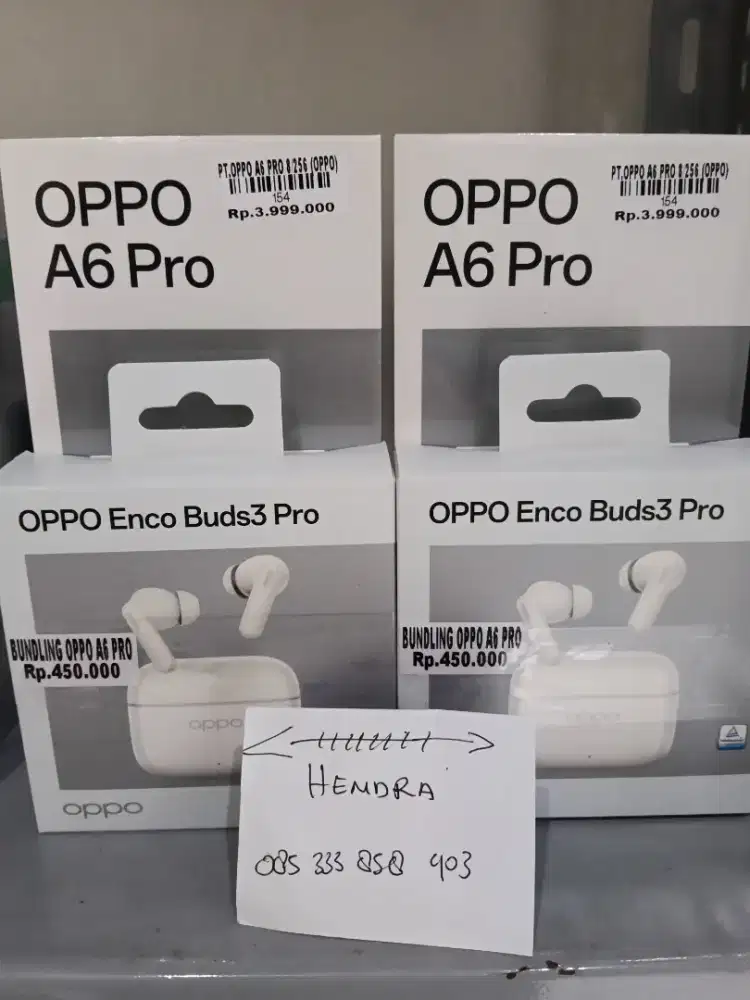 OPPO
A6 Pro
PT.OPPO A6 PRO 8 256 (OPPO)
154
Rp.3.999.000
OPPO
A6 Pro
PT.OPPO A6 PRO 8 256 (OPPO)
154
Rp.3.999.000
OPPO Enco Buds3 Pro
BUNDLING OPPO A6 PRO
Rp.450.000
oppo
oppo
OPPO Enco Buds3 Pro
BUNDLING OPPO A6 PRO
Rp.450.000
oppo
HENDRA
085 333 858 403